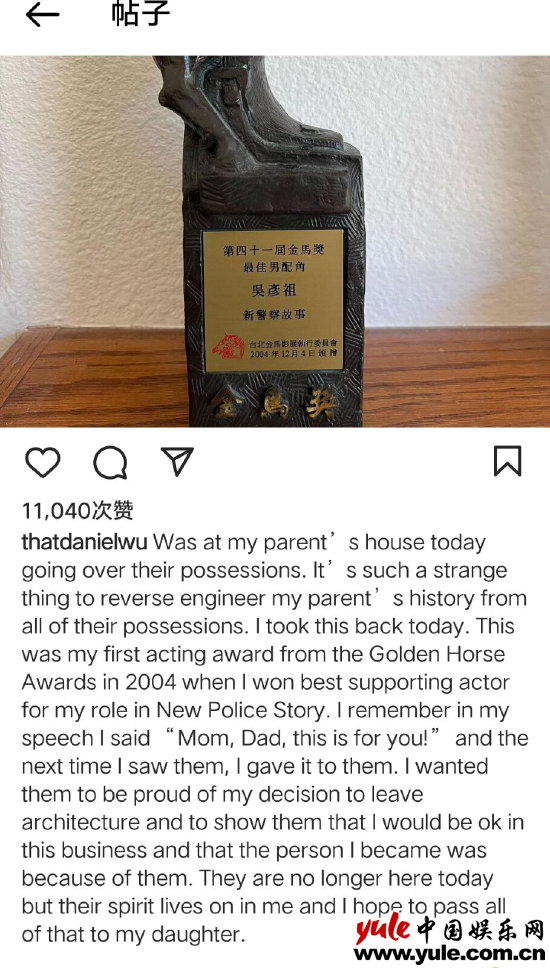 帖子
第四十一屆金馬獎
最佳男配角
吳彥祖
新警察故事
台北金馬影展執行委員會
2004年12月4日頒贈
金馬獎
11,040次赞
thatdanielwu Was at my parent’s house today
going over their possessions. It’s such a strange
thing to reverse engineer my parent’s history from
all of their possessions. I took this back today. This
was my first acting award from the Golden Horse
Awards in 2004 when I won best supporting actor
for my role in New Police Story. I remember in my
speech I said “Mom, Dad, this is for you!” and the
next time I saw them, I gave it to them. I wanted
them to be proud of my decision to leave
architecture and to show them that I would be ok in
this business and that the person I became was
because of them. They are no longer here today
but their spirit lives on in me and I hope to pass all
of that to my daughter.
yule 中国娱乐网
www.yule.com.cn